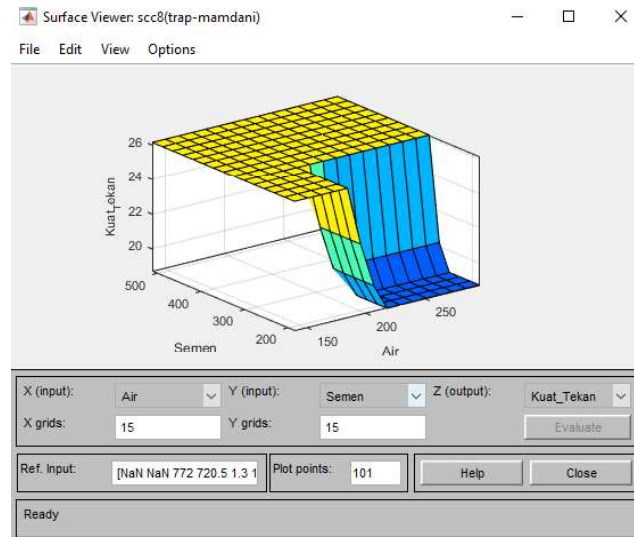 Surface Viewer: scc8(trap-mamdani)
File Edit View Options
26
24
22
20
Kuat_Tekan
500
400
300
200
Semen
150
200
250
Air
X (input): Air Y (input): Semen Z (output): Kuat_Tekan
X grids: 15 Y grids: 15 Evaluate
Ref. Input: [NaN NaN 772 720.5 1.3 1 Plot points: 101 Help Close
Ready